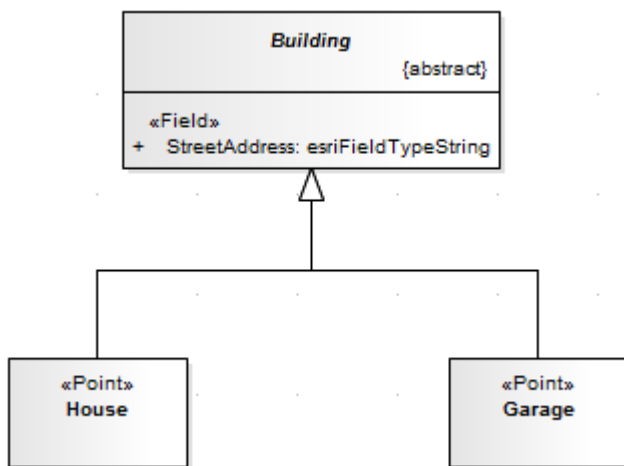 Building
{abstract}
«Field»
+ StreetAddress: esriFieldTypeString
«Point»
House
«Point»
Garage